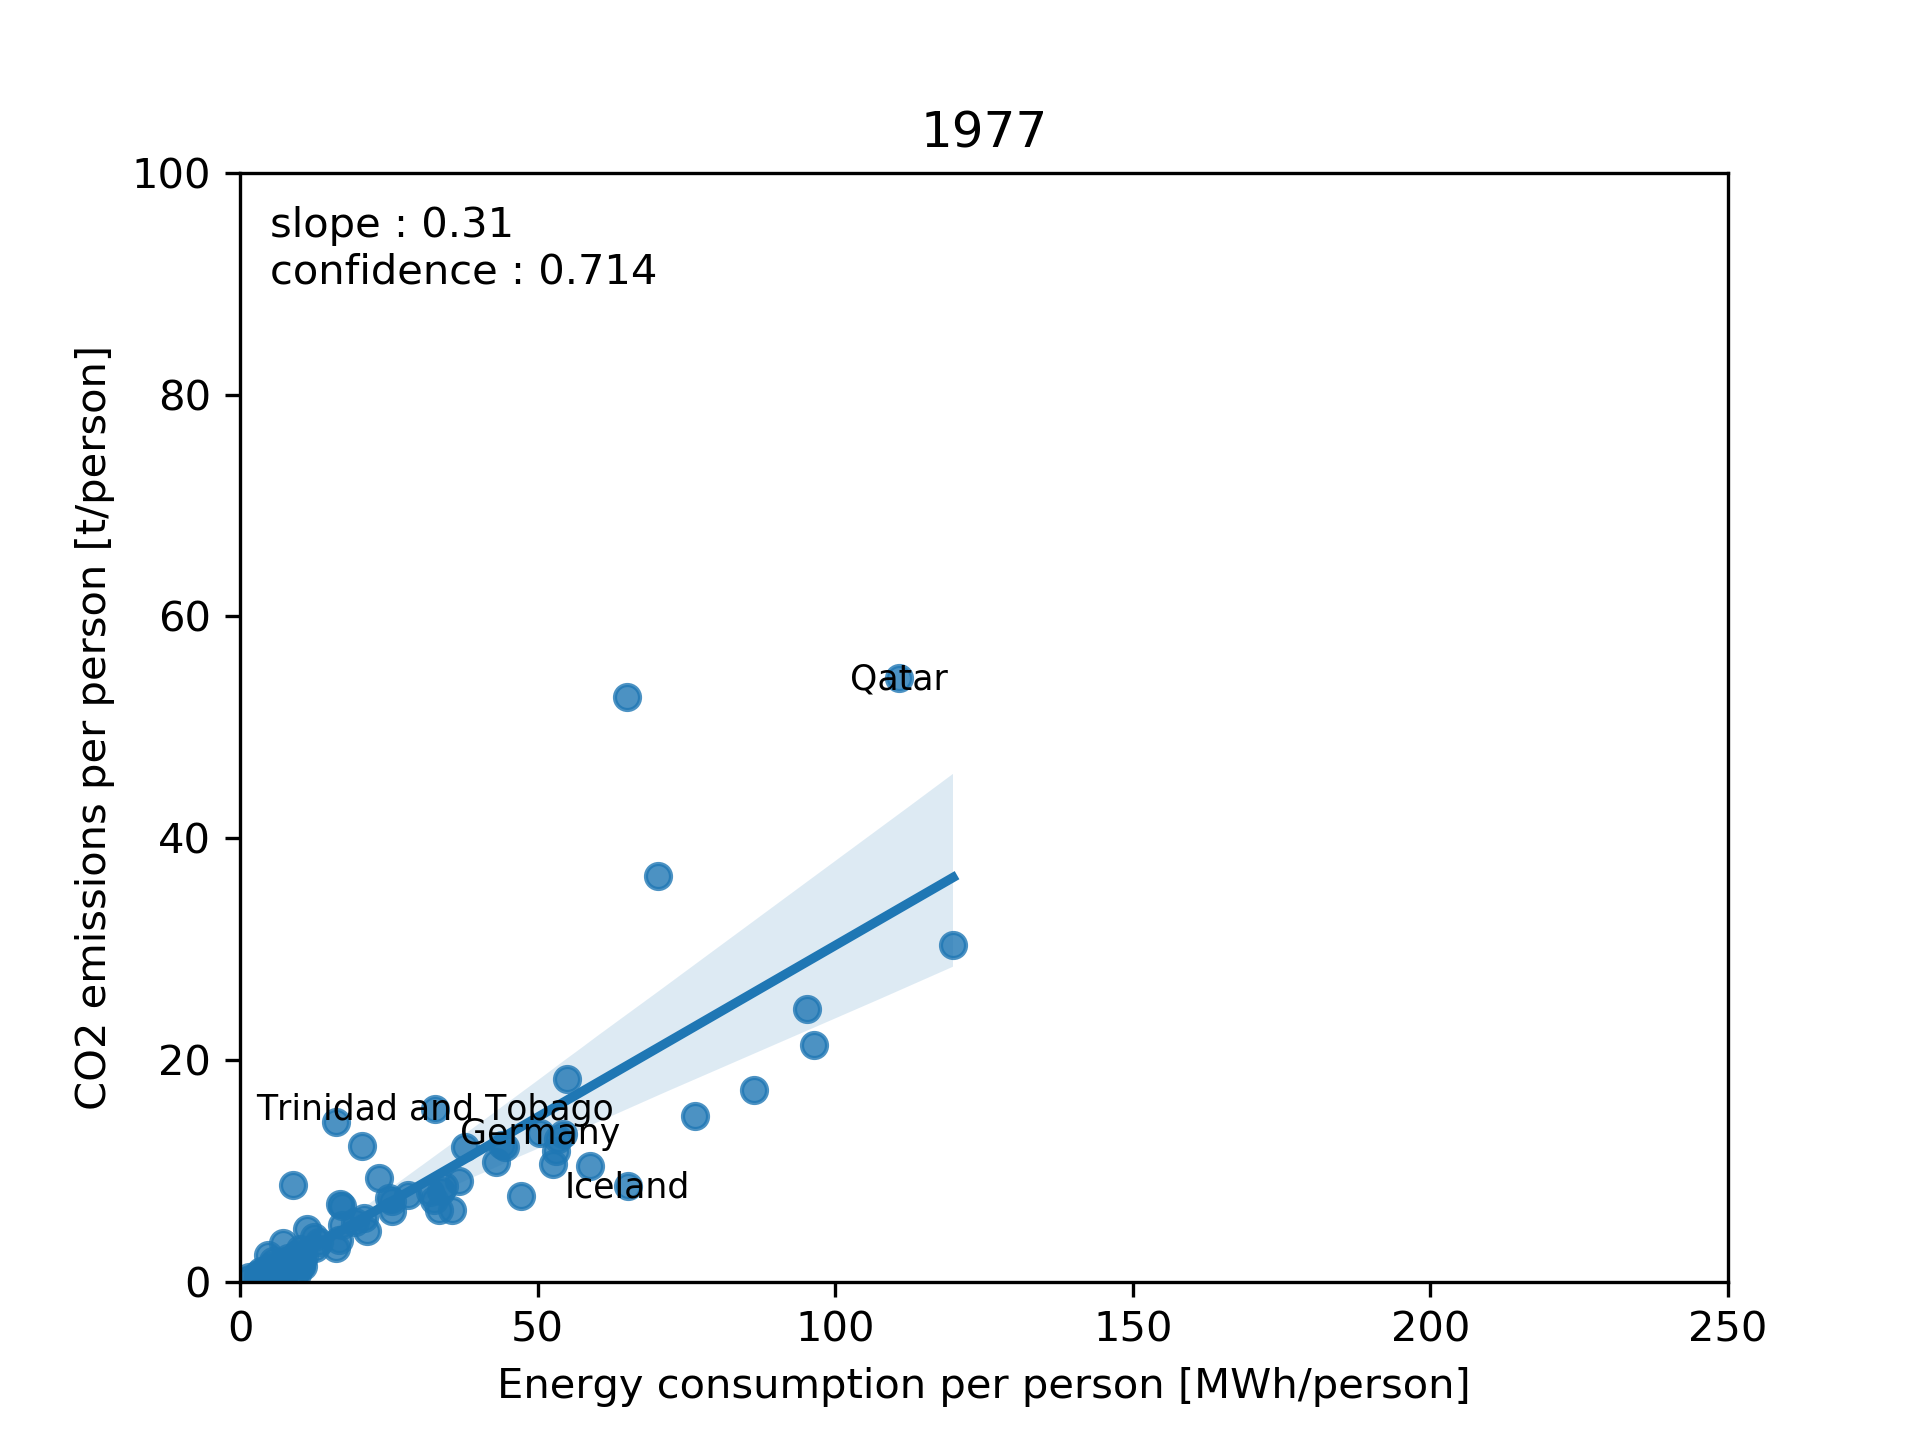 1977
slope : 0.31
confidence : 0.714
100
80
60
40
20
0
CO2 emissions per person [t/person]
Qatar
Trinidad and Tobago
Germany
Iceland
0 50 100 150 200 250
Energy consumption per person [MWh/person]